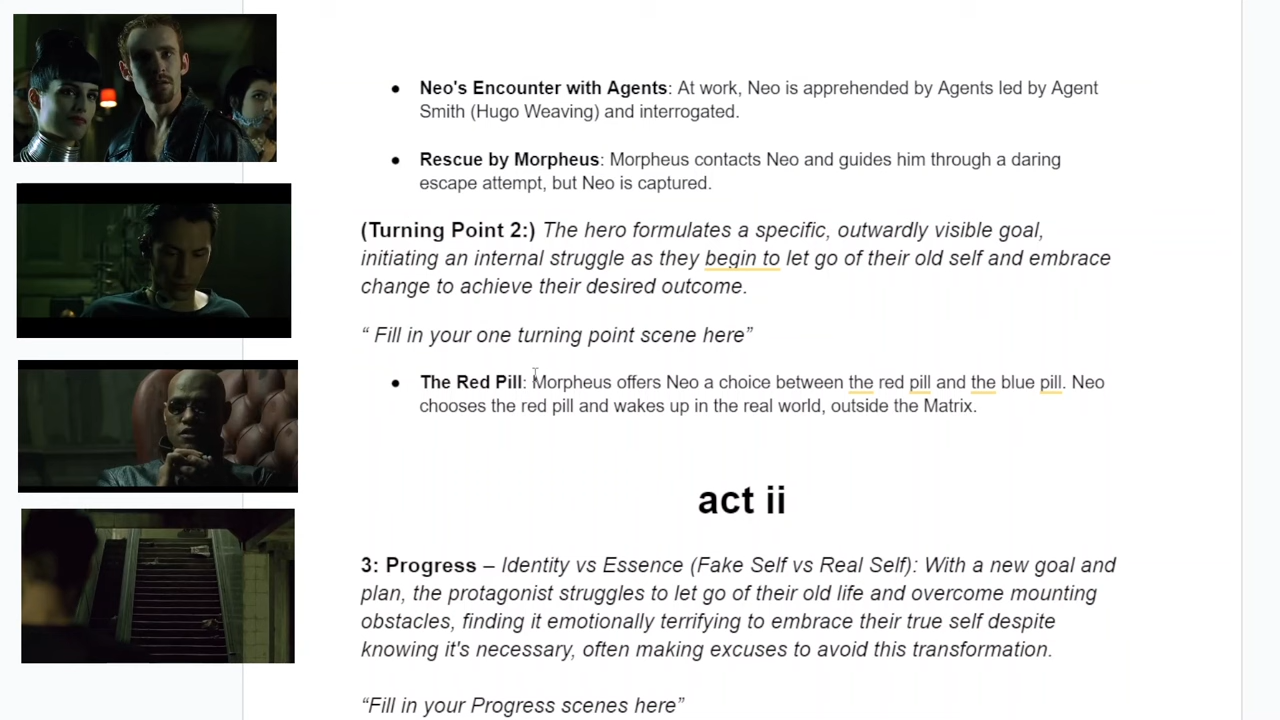 Neo's Encounter with Agents: At work, Neo is apprehended by Agents led by Agent
Smith (Hugo Weaving) and interrogated.
Rescue by Morpheus: Morpheus contacts Neo and guides him through a daring
escape attempt, but Neo is captured.
(Turning Point 2:) The hero formulates a specific, outwardly visible goal,
initiating an internal struggle as they begin to let go of their old self and embrace
change to achieve their desired outcome.
“ Fill in your one turning point scene here”
The Red Pill: Morpheus offers Neo a choice between the red pill and the blue pill. Neo
chooses the red pill and wakes up in the real world, outside the Matrix.
act ii
3: Progress – Identity vs Essence (Fake Self vs Real Self): With a new goal and
plan, the protagonist struggles to let go of their old life and overcome mounting
obstacles, finding it emotionally terrifying to embrace their true self despite
knowing it's necessary, often making excuses to avoid this transformation.
“Fill in your Progress scenes here”